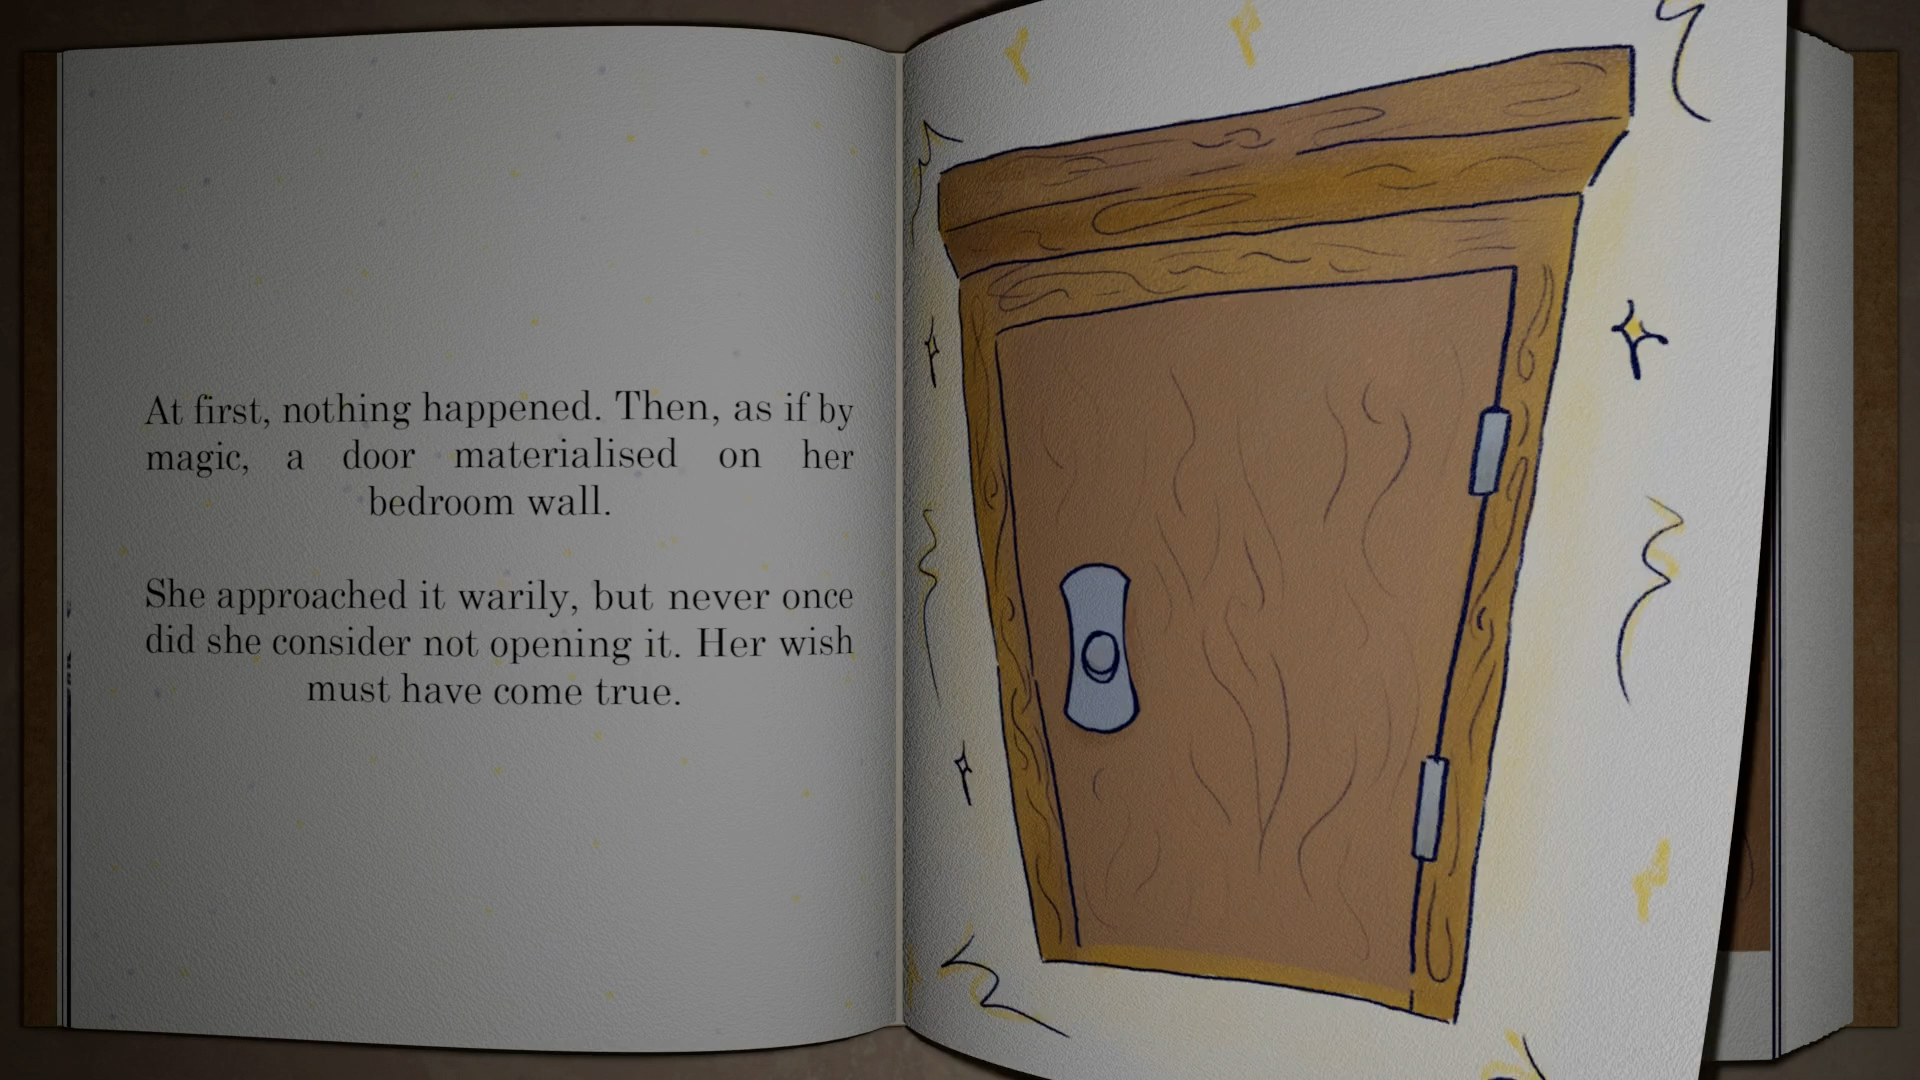 At first, nothing happened. Then, as if by
magic, a door materialised on her
bedroom wall.
She approached it warily, but never once
did she consider not opening it. Her wish
must have come true.